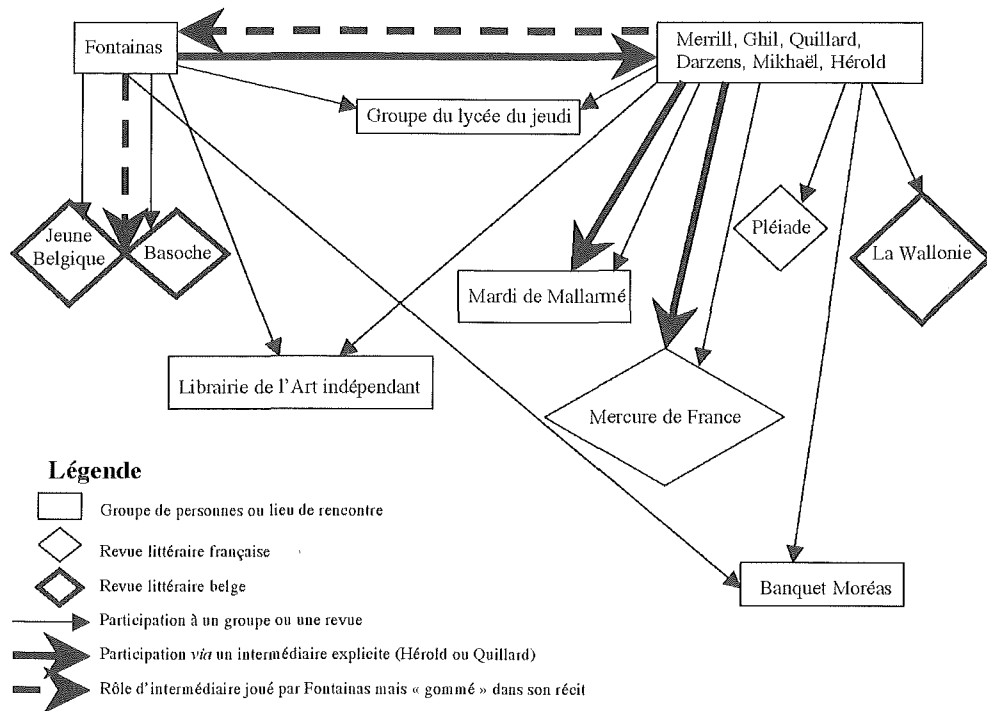 Fontainas
Merrill, Ghil, Quillard,
Darzens, Mikhaël, Hérold
Groupe du lycée du jeudi
Jeune
Belgique
Basoche
Pléiade
La Wallonie
Mardi de Mallarmé
Librairie de l'Art indépendant
Mercure de France
Banquet Moréas
Légende
Groupe de personnes ou lieu de rencontre
Revue littéraire française
Revue littéraire belge
Participation à un groupe ou une revue
Participation via un intermédiaire explicite (Hérold ou Quillard)
Rôle d'intermédiaire joué par Fontainas mais « gommé » dans son récit